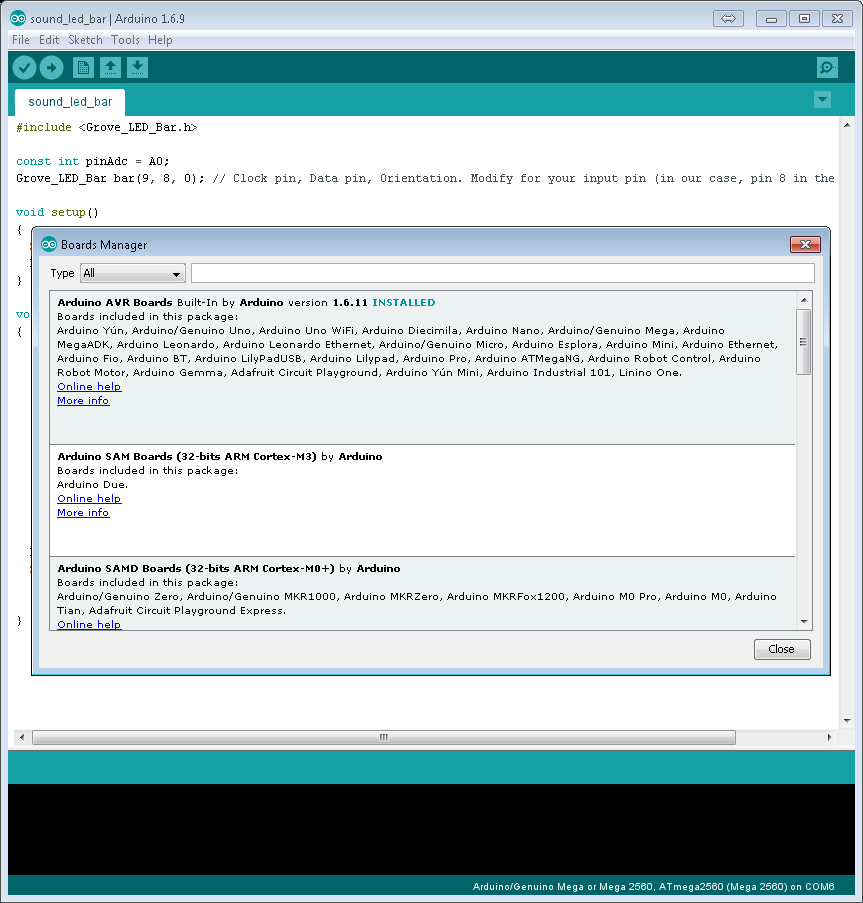 sound_led_bar | Arduino 1.6.9
File Edit Sketch Tools Help
sound_led_bar
#include <Grove_LED_Bar.h>
const int pinAdc = A0;
Grove_LED_Bar bar(9, 8, 0); // Clock pin, Data pin, Orientation. Modify for your input pin (in our case, pin 8 in the
void setup()
{
}
vo
{
}
Boards Manager
Type All
Arduino AVR Boards Built-In by Arduino version 1.6.11 INSTALLED
Boards included in this package:
Arduino Yún, Arduino/Genuino Uno, Arduino Uno WiFi, Arduino Diecimila, Arduino Nano, Arduino/Genuino Mega, Arduino
MegaADK, Arduino Leonardo, Arduino Leonardo Ethernet, Arduino/Genuino Micro, Arduino Esplora, Arduino Mini, Arduino Ethernet,
Arduino Fio, Arduino BT, Arduino LilyPadUSB, Arduino Lilypad, Arduino Pro, Arduino ATMegaNG, Arduino Robot Control, Arduino
Robot Motor, Arduino Gemma, Adafruit Circuit Playground, Arduino Yún Mini, Arduino Industrial 101, Linino One.
Online help
More info
Arduino SAM Boards (32-bits ARM Cortex-M3) by Arduino
Boards included in this package:
Arduino Due.
Online help
More info
Arduino SAMD Boards (32-bits ARM Cortex-M0+) by Arduino
Boards included in this package:
Arduino/Genuino Zero, Arduino/Genuino MKR1000, Arduino MKRZero, Arduino MKRFox1200, Arduino M0 Pro, Arduino M0, Arduino
Tian, Adafruit Circuit Playground Express.
Online help
Close
Arduino/Genuino Mega or Mega 2560, ATmega2560 (Mega 2560) on COM6